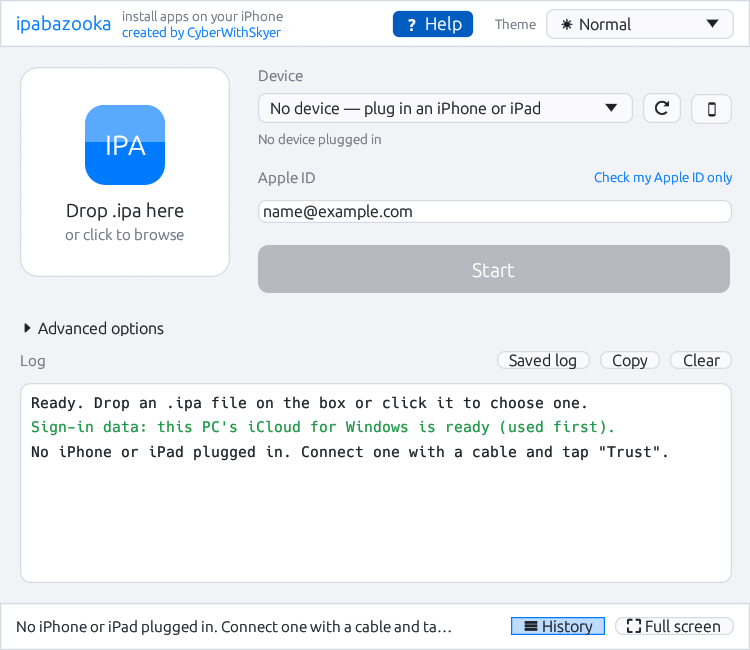 ipabazooka
install apps on your iPhone
created by CyberWithSkyer
? Help
Theme
Normal
IPA
Drop .ipa here
or click to browse
Device
No device — plug in an iPhone or iPad
No device plugged in
Apple ID
Check my Apple ID only
name@example.com
Start
Advanced options
Log
Saved log
Copy
Clear
Ready. Drop an .ipa file on the box or click it to choose one.
Sign-in data: this PC's iCloud for Windows is ready (used first).
No iPhone or iPad plugged in. Connect one with a cable and tap "Trust".
No iPhone or iPad plugged in. Connect one with a cable and ta…
History
Full screen